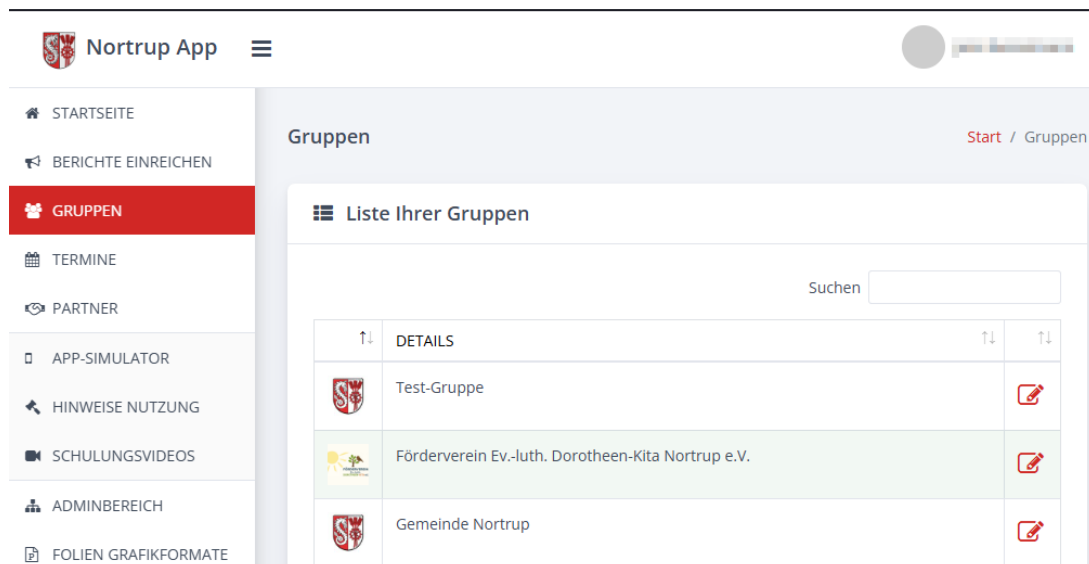 Nortrup App
STARTSEITE
BERICHTE EINREICHEN
GRUPPEN
TERMINE
PARTNER
APP-SIMULATOR
HINWEISE NUTZUNG
SCHULUNGSVIDEOS
ADMINBEREICH
FOLIEN GRAFIKFORMATE
Gruppen
Start / Gruppen
Liste Ihrer Gruppen
Suchen
DETAILS
Test-Gruppe
Förderverein Ev.-luth. Dorotheen-Kita Nortrup e.V.
Gemeinde Nortrup